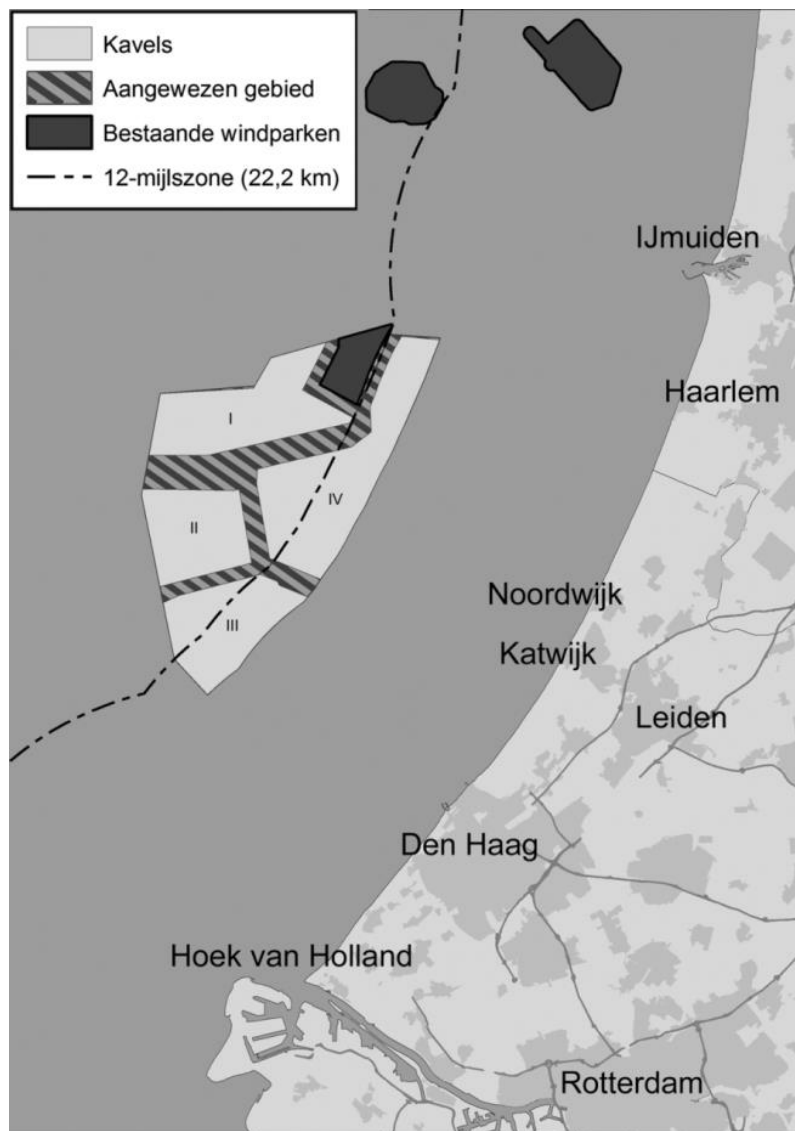 Kavels
Aangewezen gebied
Bestaande windparken
12-mijlszone (22,2 km)
IJmuiden
Haarlem
I
IV
II
Noordwijk
III
Katwijk
Leiden
Den Haag
Hoek van Holland
Rotterdam